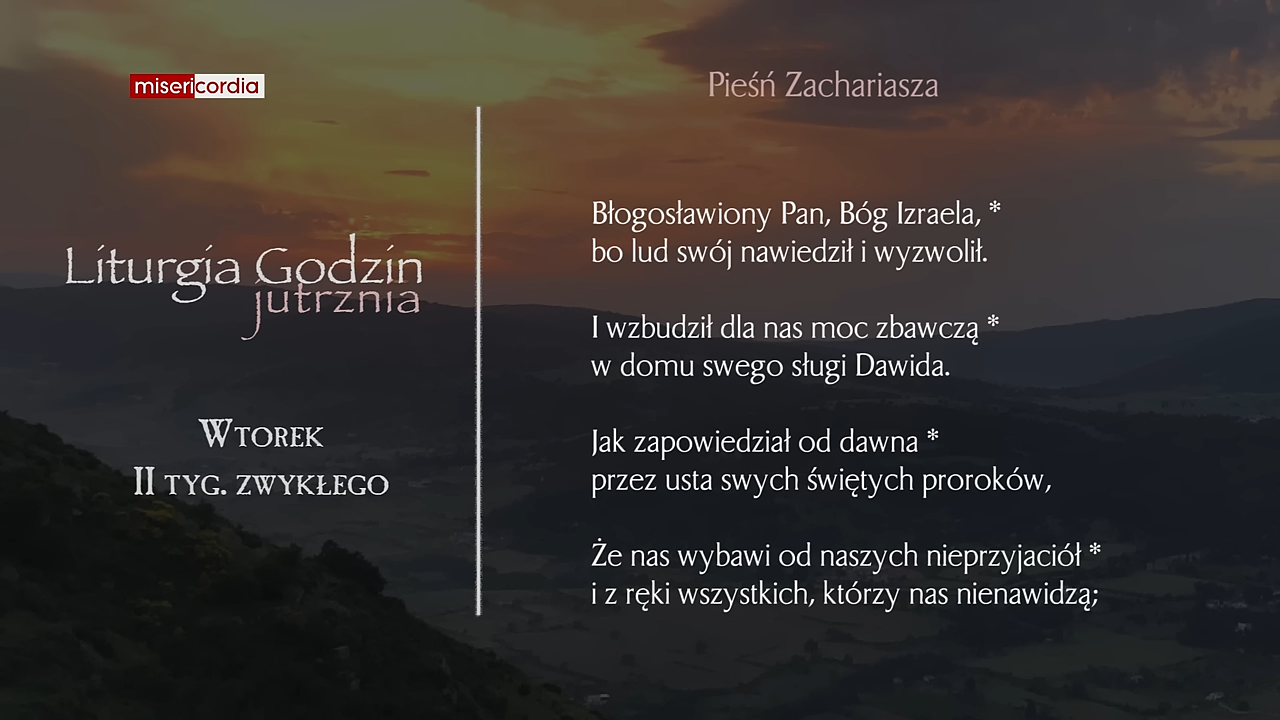 misericordia
Liturgia Godzin
jutrznia
Wtorek
II tyg. zwykłego
Pieśń Zachariasza
Błogosławiony Pan, Bóg Izraela, *
bo lud swój nawiedził i wyzwolił.
I wzbudził dla nas moc zbawczą *
w domu swego sługi Dawida.
Jak zapowiedział od dawna *
przez usta swych świętych proroków,
Że nas wybawi od naszych nieprzyjaciół *
i z ręki wszystkich, którzy nas nienawidzą;